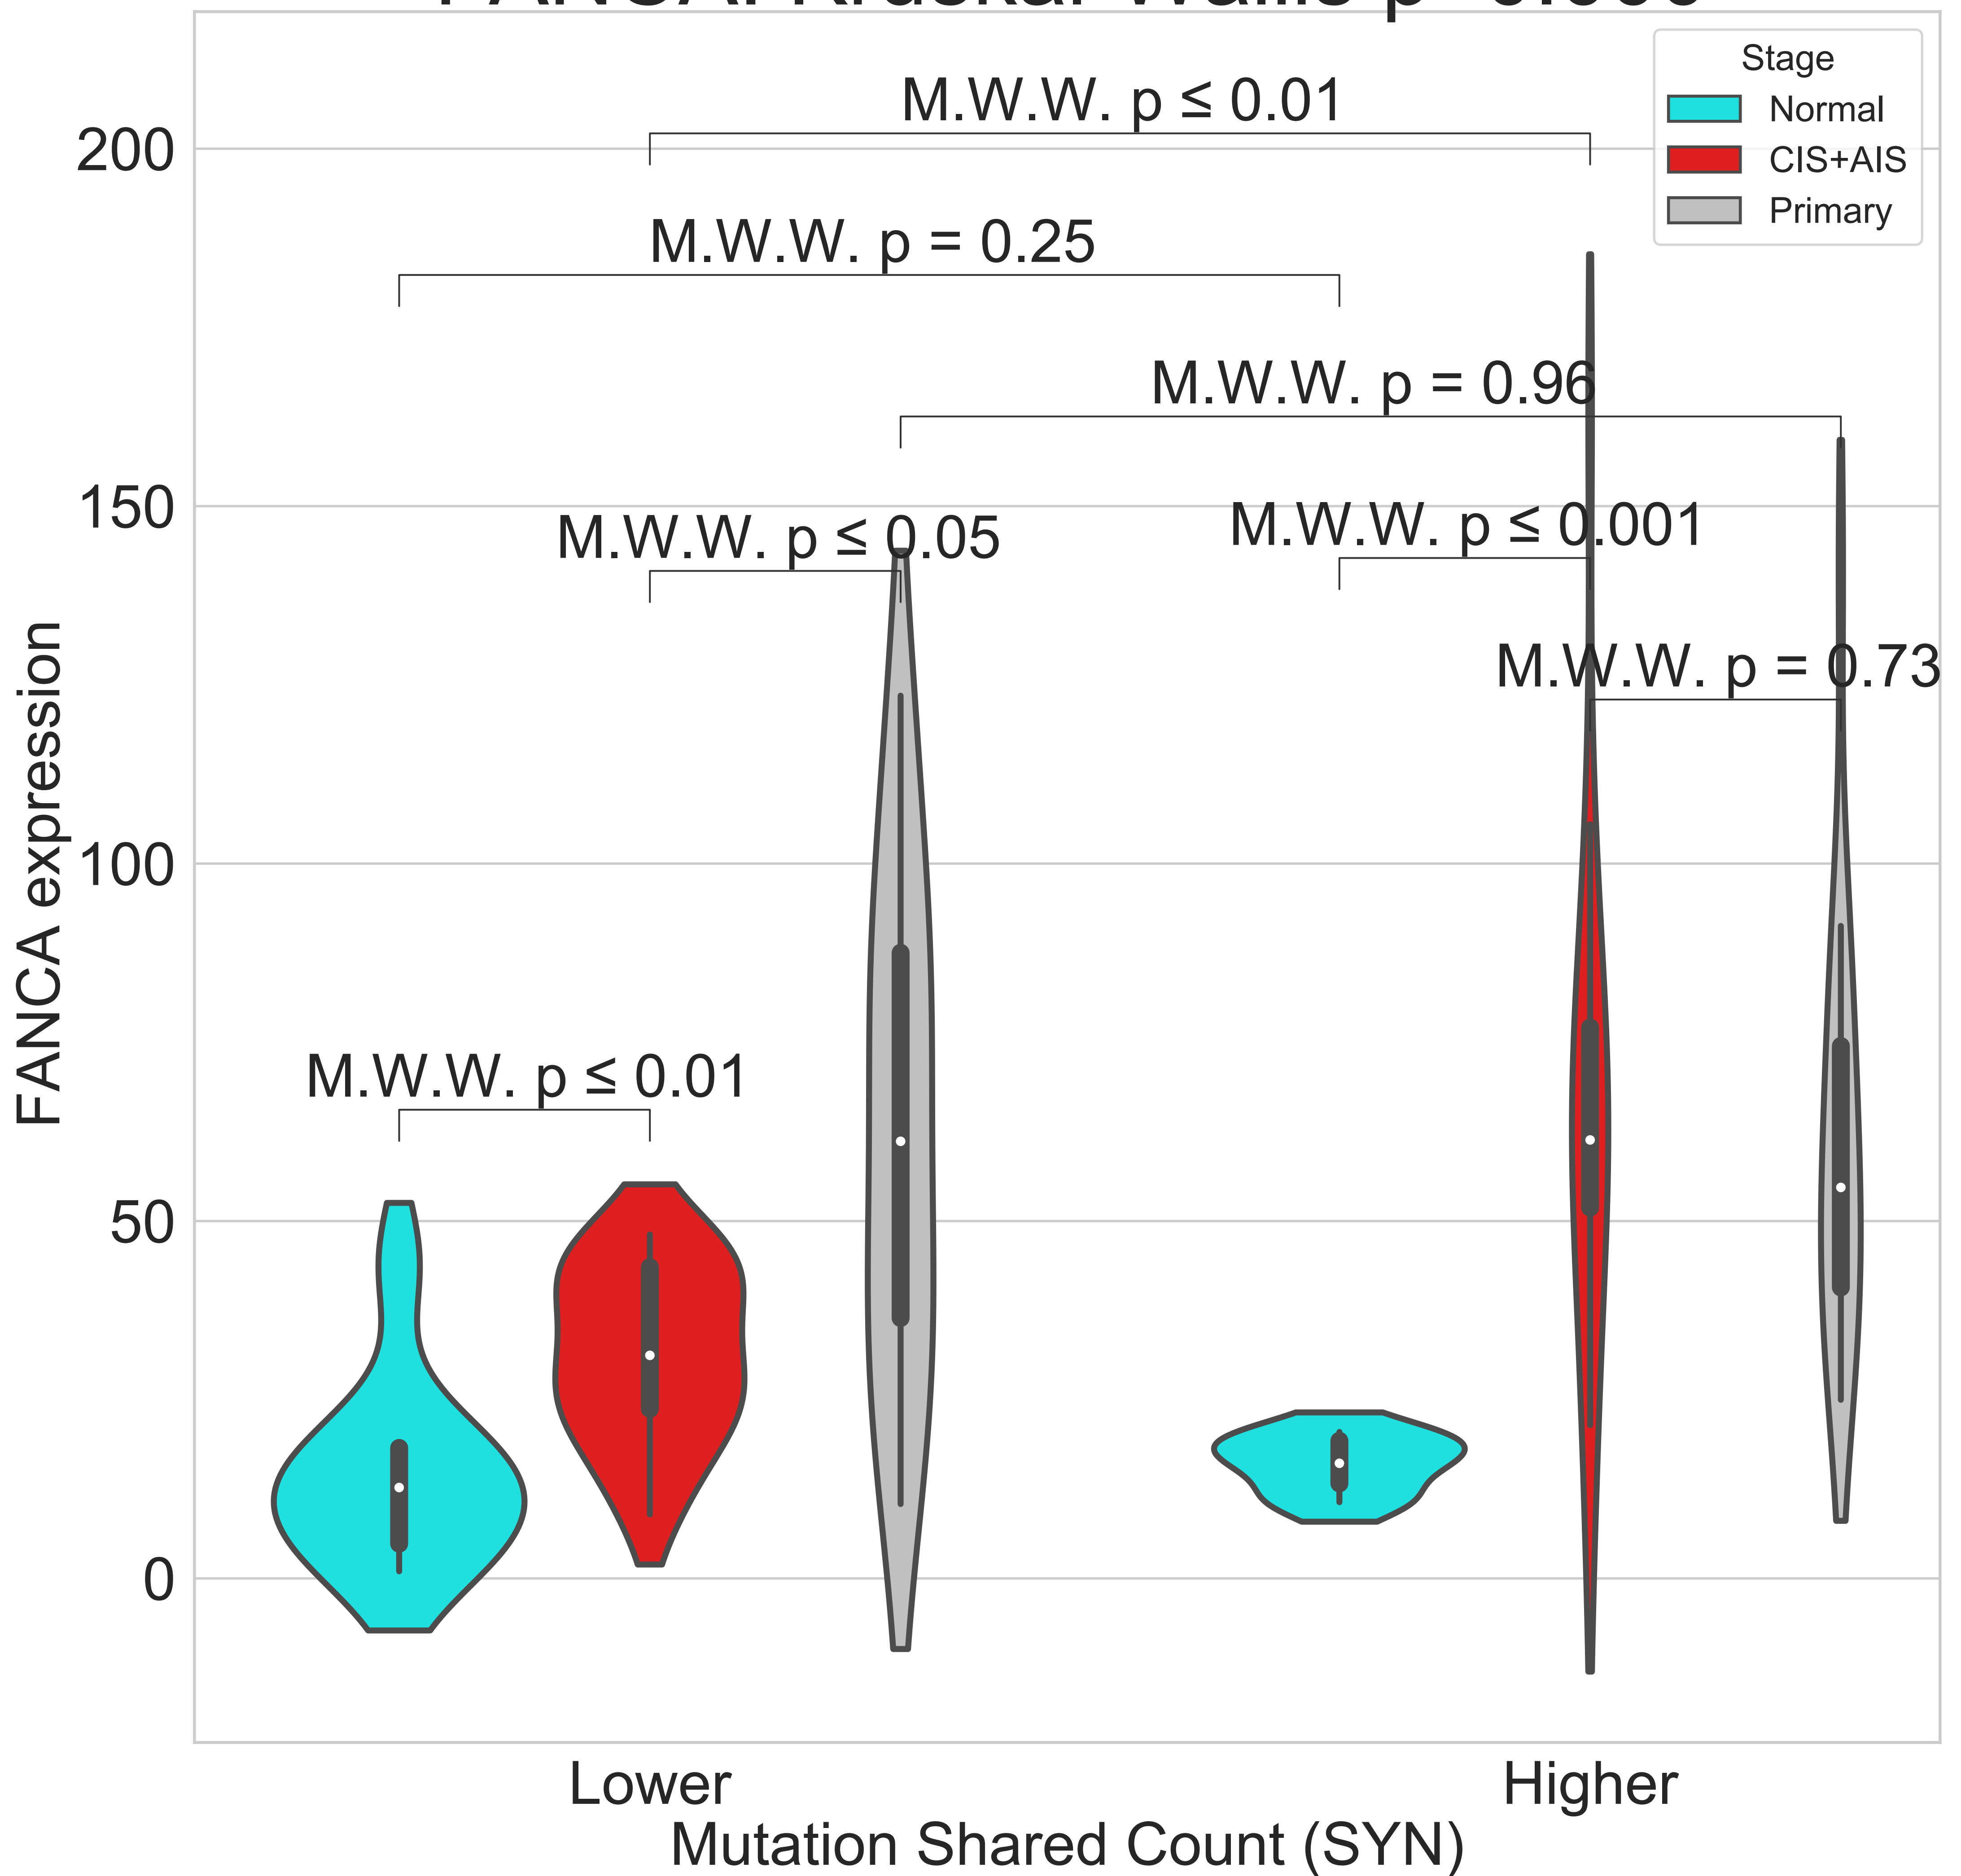 Stage
Normal
CIS+AIS
Primary
M.W.W. p ≤ 0.01
M.W.W. p = 0.25
M.W.W. p = 0.96
M.W.W. p ≤ 0.05
M.W.W. p ≤ 0.001
M.W.W. p = 0.73
M.W.W. p ≤ 0.01
200
150
100
50
0
FANCA expression
Lower
Higher
Mutation Shared Count (SYN)